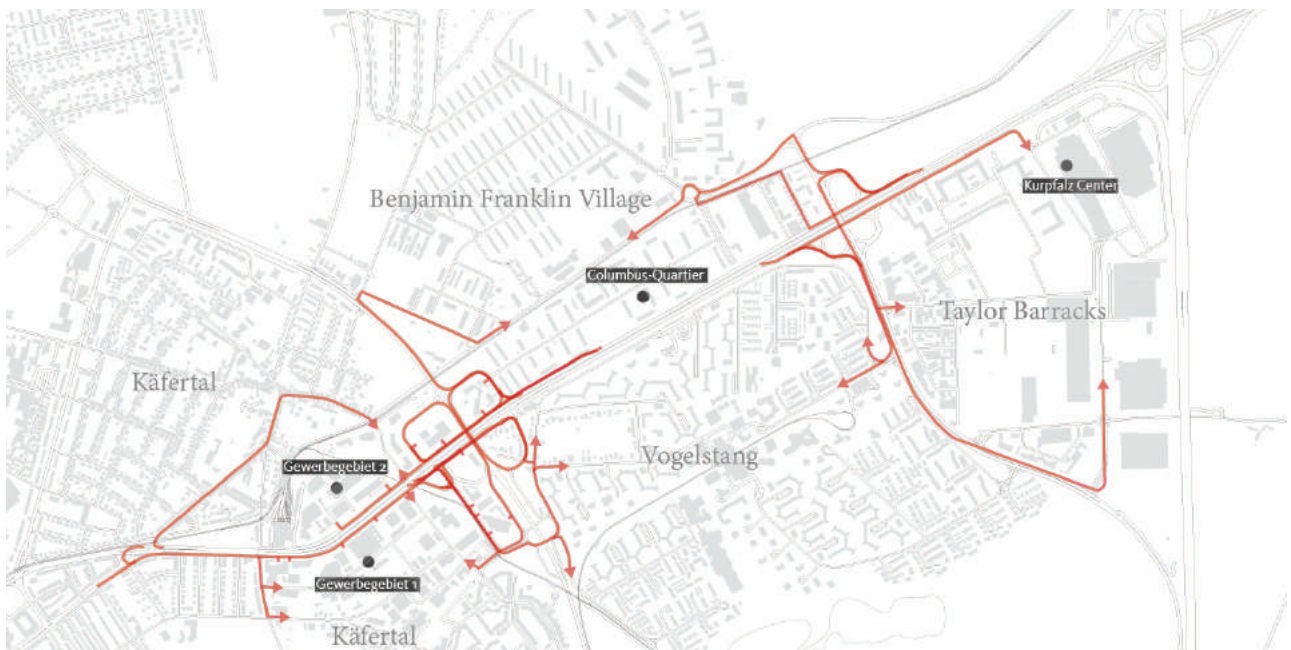 Kurpfalz Center
Benjamin Franklin Village
Columbus-Quartier
Taylor Barracks
Käfertal
Vogelstang
Gewerbegebiet 2
Gewerbegebiet 1
Käfertal